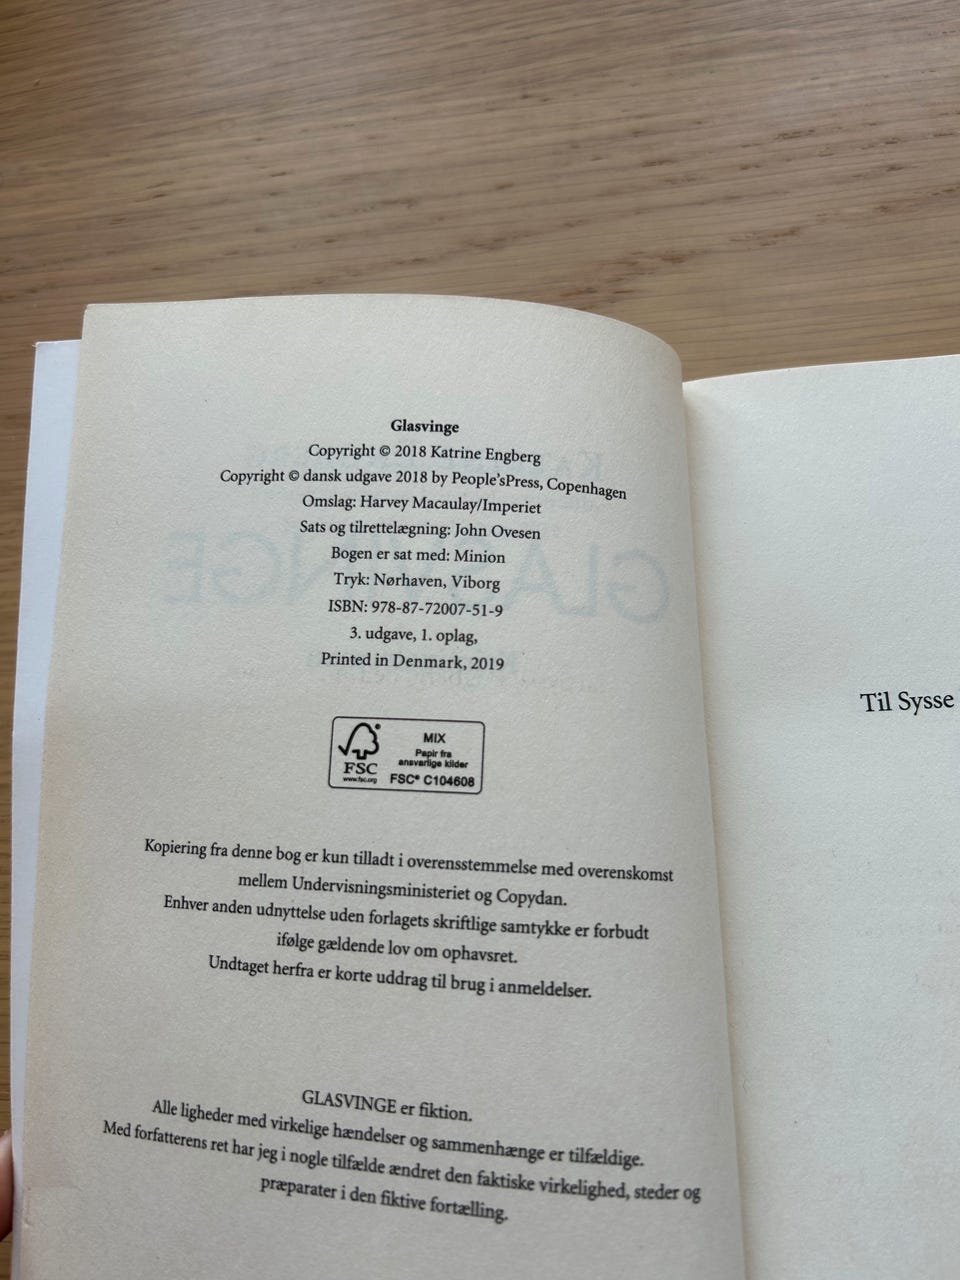 Glasvinge
Copyright © 2018 Katrine Engberg
Copyright © dansk udgave 2018 by People'sPress, Copenhagen
Omslag: Harvey Macaulay/Imperiet
Sats og tilrettelægning: John Ovesen
Bogen er sat med: Minion
Tryk: Nørhaven, Viborg
ISBN: 978-87-72007-51-9
3. udgave, 1. oplag,
Printed in Denmark, 2019
FSC
www.fsc.org
MIX
Papir fra
ansvarlige kilder
FSC® C104608
Kopiering fra denne bog er kun tilladt i overensstemmelse med overenskomst
mellem Undervisningsministeriet og Copydan.
Enhver anden udnyttelse uden forlagets skriftlige samtykke er forbudt
ifølge gældende lov om ophavsret.
Undtaget herfra er korte uddrag til brug i anmeldelser.
GLASVINGE er fiktion.
Alle ligheder med virkelige hændelser og sammenhænge er tilfældige.
Med forfatterens ret har jeg i nogle tilfælde ændret den faktiske virkelighed, steder og
præparater i den fiktive fortælling.
Til Sysse